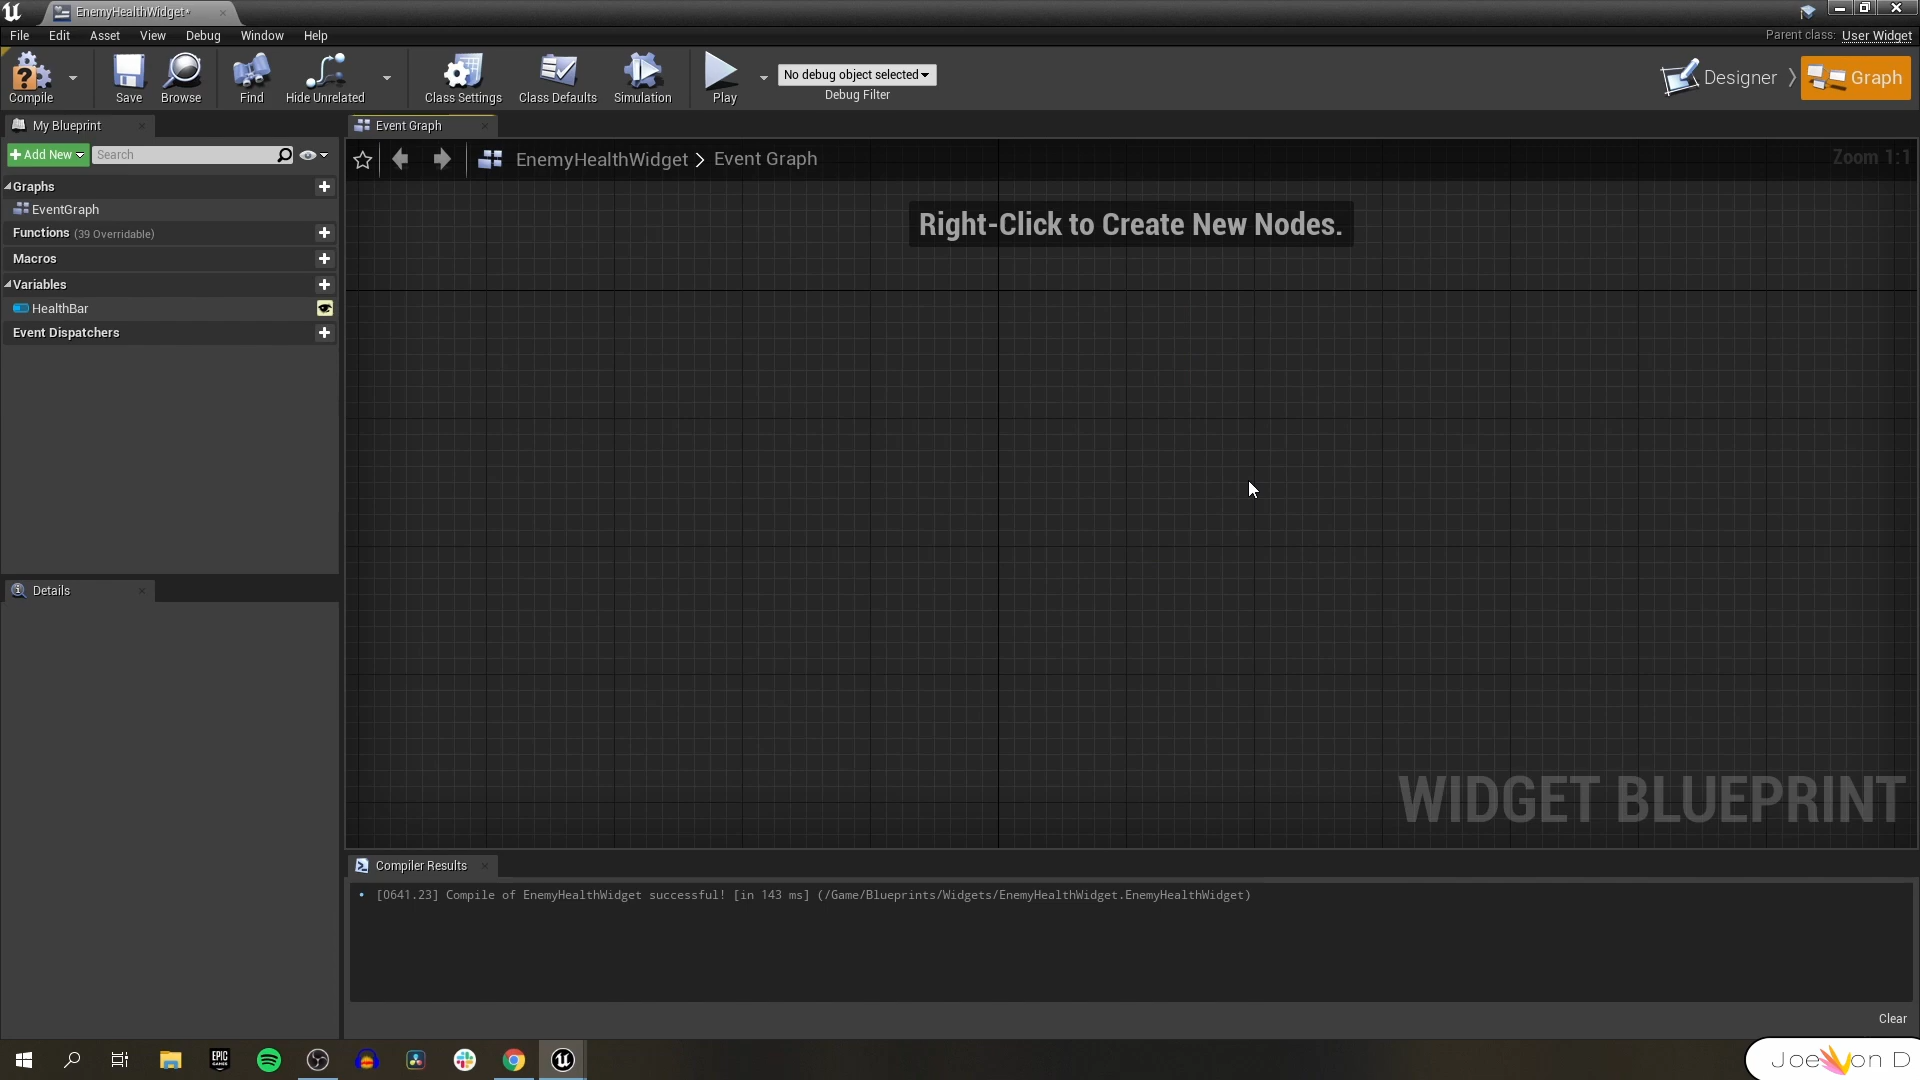 EnemyHealthWidget*
File Edit Asset View Debug Window Help
Parent class: User Widget
Compile
Save
Browse
Find
Hide Unrelated
Class Settings
Class Defaults
Simulation
Play
No debug object selected
Debug Filter
Designer
Graph
My Blueprint
Event Graph
Add New
Search
EnemyHealthWidget > Event Graph
Zoom 1:1
Graphs
EventGraph
Functions (39 Overridable)
Macros
Variables
HealthBar
Event Dispatchers
Right-Click to Create New Nodes.
Details
WIDGET BLUEPRINT
Compiler Results
[0641.23] Compile of EnemyHealthWidget successful! [in 143 ms] (/Game/Blueprints/Widgets/EnemyHealthWidget.EnemyHealthWidget)
Clear
EPIC
GAMES
Joe Von D